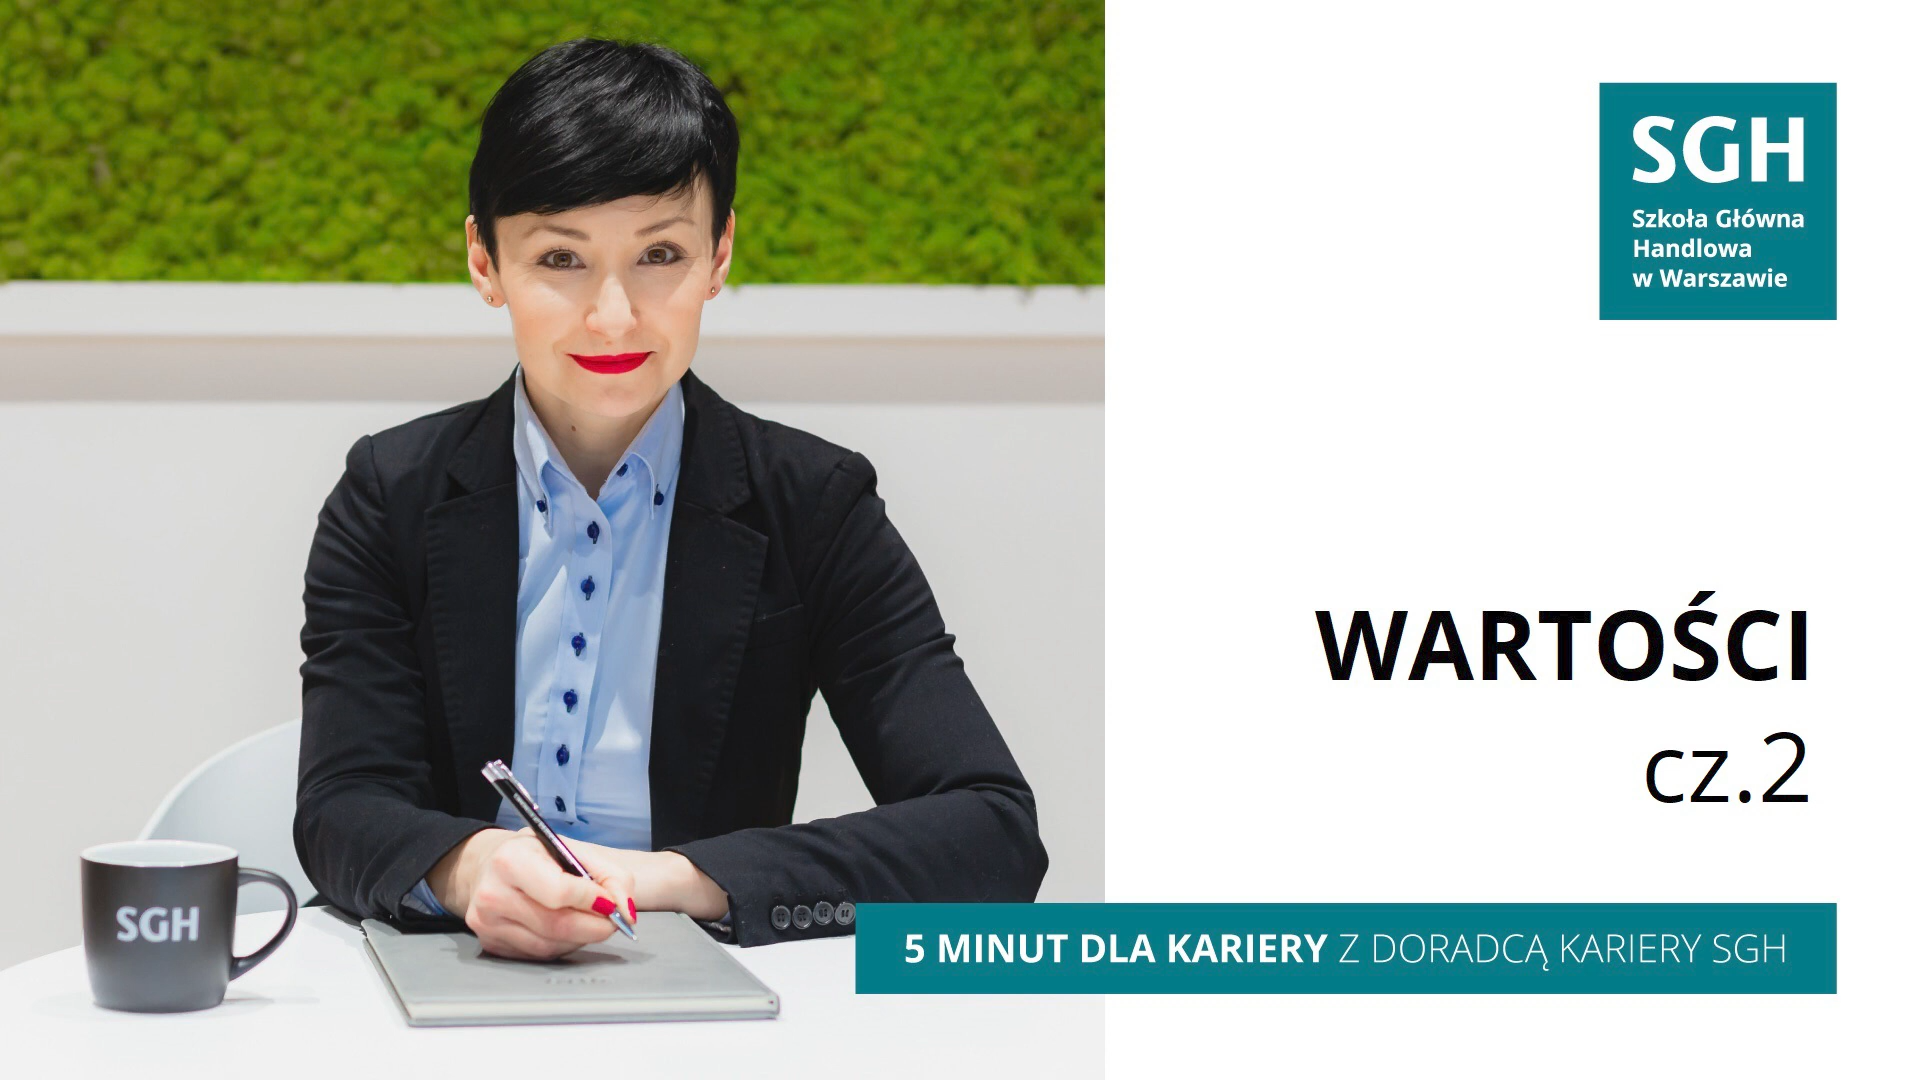 SGH
Szkoła Główna
Handlowa
w Warszawie
WARTOŚCI
cz.2
SGH
5 MINUT DLA KARIERY Z DORADCĄ KARIERY SGH